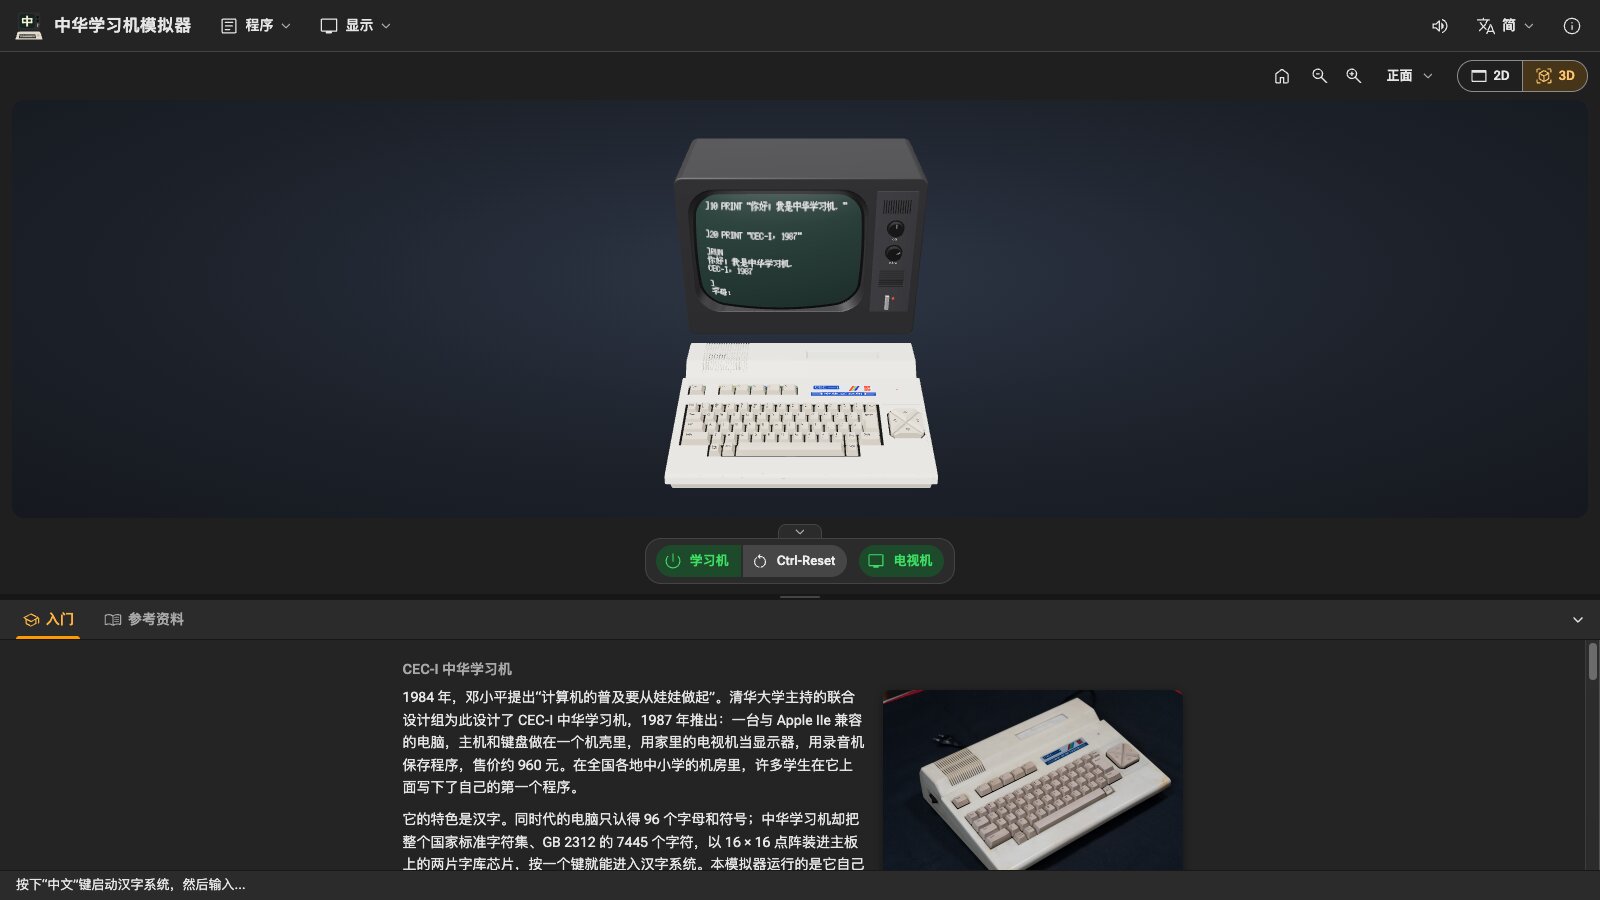 中
中华学习机模拟器
程序
显示
简
正面
2D
3D
]10 PRINT "你好！我是中华学习机．"
]20 PRINT "CEC-I，1987"
]RUN
你好！我是中华学习机．
CEC-I，1987
]
字母：
学习机
Ctrl-Reset
电视机
入门
参考资料
CEC-I 中华学习机
1984 年，邓小平提出“计算机的普及要从娃娃做起”。清华大学主持的联合
设计组为此设计了 CEC-I 中华学习机，1987 年推出：一台与 Apple IIe 兼容
的电脑，主机和键盘做在一个机壳里，用家里的电视机当显示器，用录音机
保存程序，售价约 960 元。在全国各地中小学的机房里，许多学生在它上
面写下了自己的第一个程序。
它的特色是汉字。同时代的电脑只认得 96 个字母和符号；中华学习机却把
整个国家标准字符集、GB 2312 的 7445 个字符，以 16 × 16 点阵装进主板
上的两片字库芯片，按一个键就能进入汉字系统。本模拟器运行的是它自己
按下“中文”键启动汉字系统，然后输入...